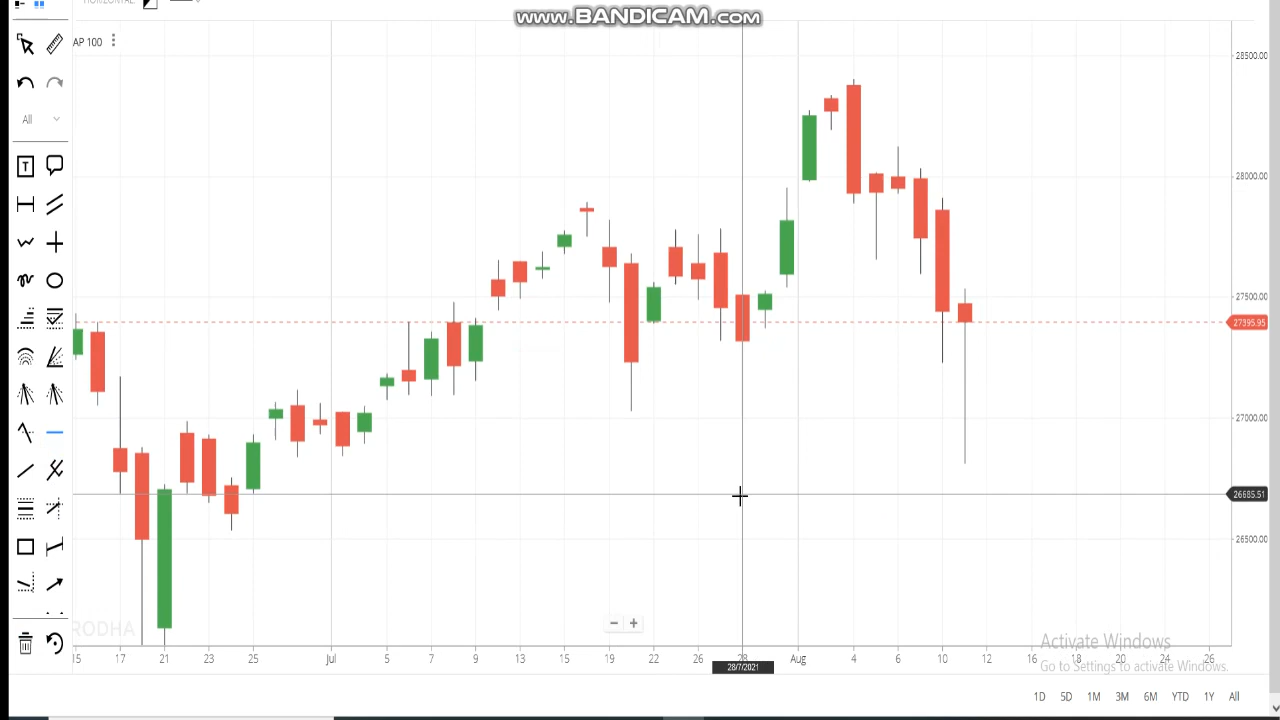 HORIZONTAL
www.BANDICAM.com
AP 100
All
T
28500.00
28000.00
27500.00
27395.95
27000.00
26685.51
26500.00
RODHA
15 17 21 23 25 Jul 5 7 9 13 15 19 22 26 28 Aug 4 6 10 12 16 18 20 24 26
28/7/2021
Activate Windows
Go to Settings to activate Windows.
1D 5D 1M 3M 6M YTD 1Y All